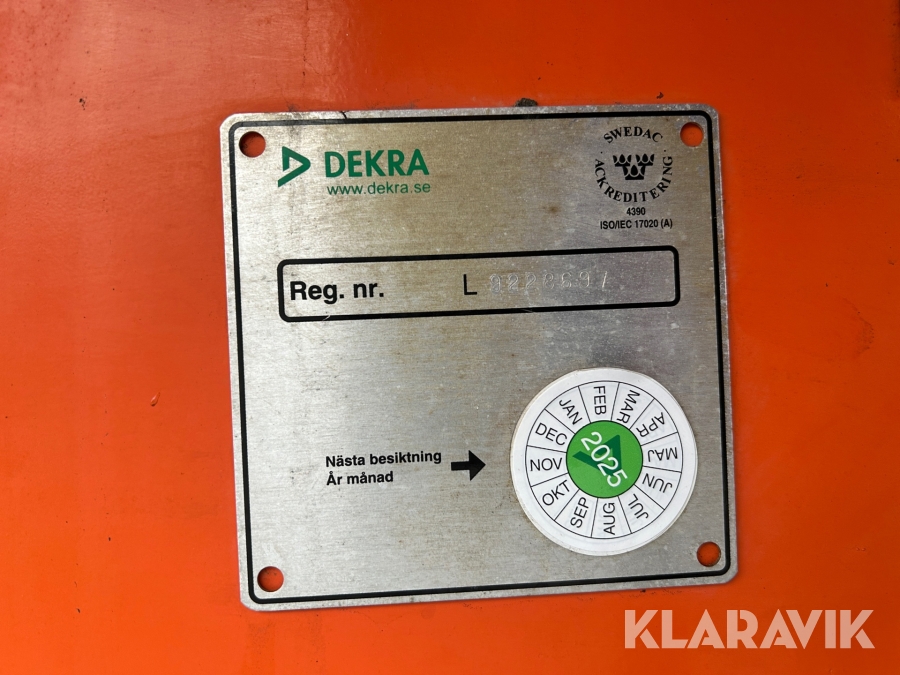 DEKRA
www.dekra.se
SWEDAC
ACKREDITERING
4390
ISO/IEC 17020 (A)
Reg. nr. L
Nästa besiktning
År månad
JAN
FEB
MAR
APR
MAJ
JUN
JUL
AUG
SEP
OKT
NOV
DEC
2025
KLARAVIK